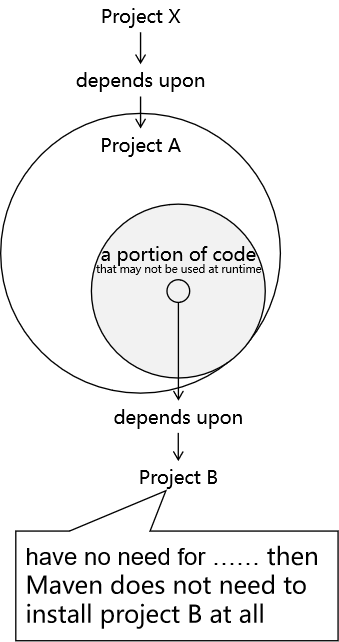 Project X
depends upon
Project A
a portion of code
that may not be used at runtime
depends upon
Project B
have no need for …… then
Maven does not need to
install project B at all